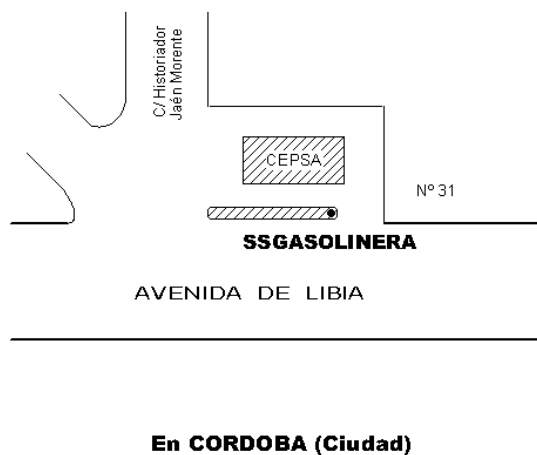 C/ Historiador
Jaén Morente
CEPSA
Nº 31
SSGASOLINERA
AVENIDA DE LIBIA
En CORDOBA (Ciudad)